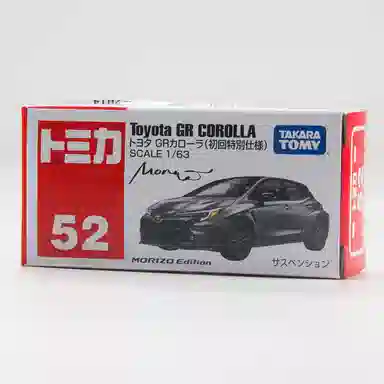 トミカ
52
Toyota GR COROLLA
トヨタ GRカローラ(初回特別仕様)
SCALE 1/63
TAKARA
TOMY
Morizo
MORIZO Edition
サスペンション